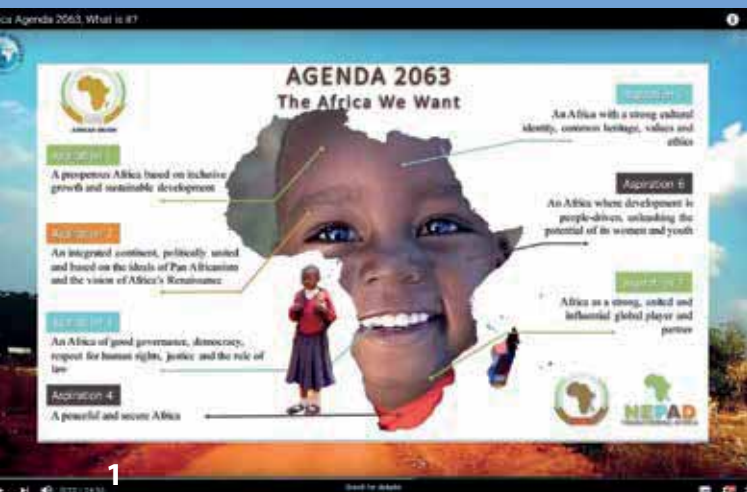 ca Agenda 2063, What is it?
AGENDA 2063
The Africa We Want
AFRICAN UNION
Aspiration 1
A prosperous Africa based on inclusive
growth and sustainable development
Aspiration 2
An integrated continent, politically united
and based on the ideals of Pan Africanism
and the vision of Africa's Renaissance
Aspiration 3
An Africa of good governance, democracy,
respect for human rights, justice and the rule of
law
Aspiration 4
A peaceful and secure Africa
Aspiration
An Africa with a strong cultural
identity, common heritage, values and
ethics
Aspiration 6
An Africa where development is
people-driven, unleashing the
potential of its women and youth
Aspiration 7
Africa as a strong, united and
influential global player and
partner
NEPAD
1
Scroll for details